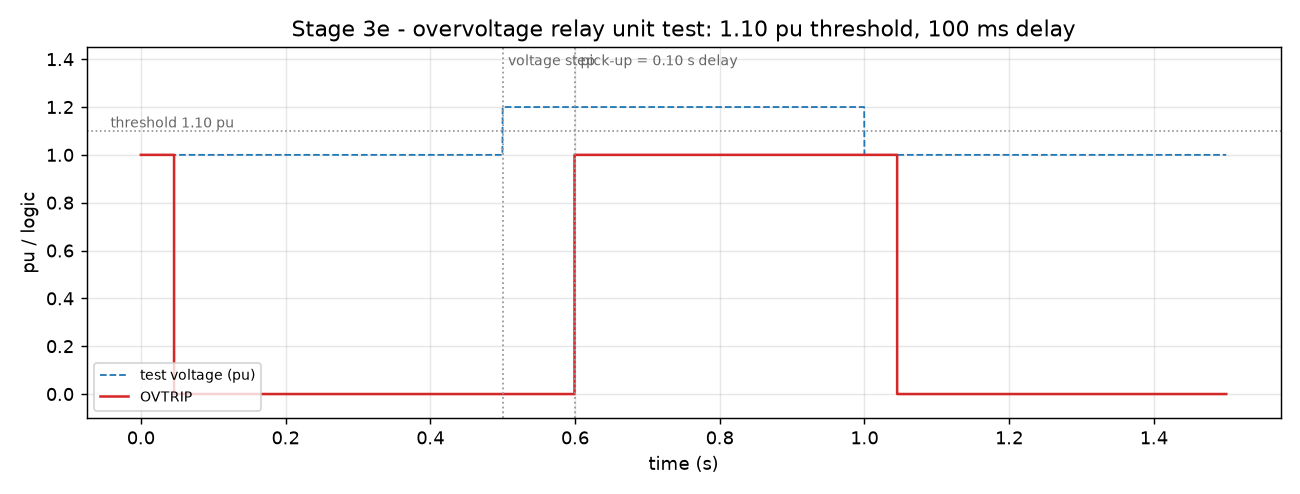 Stage 3e - overvoltage relay unit test: 1.10 pu threshold, 100 ms delay
voltage step
pick-up = 0.10 s delay
threshold 1.10 pu
pu / logic
1.4
1.2
1.0
0.8
0.6
0.4
0.2
0.0
test voltage (pu)
OVTRIP
0.0 0.2 0.4 0.6 0.8 1.0 1.2 1.4
time (s)